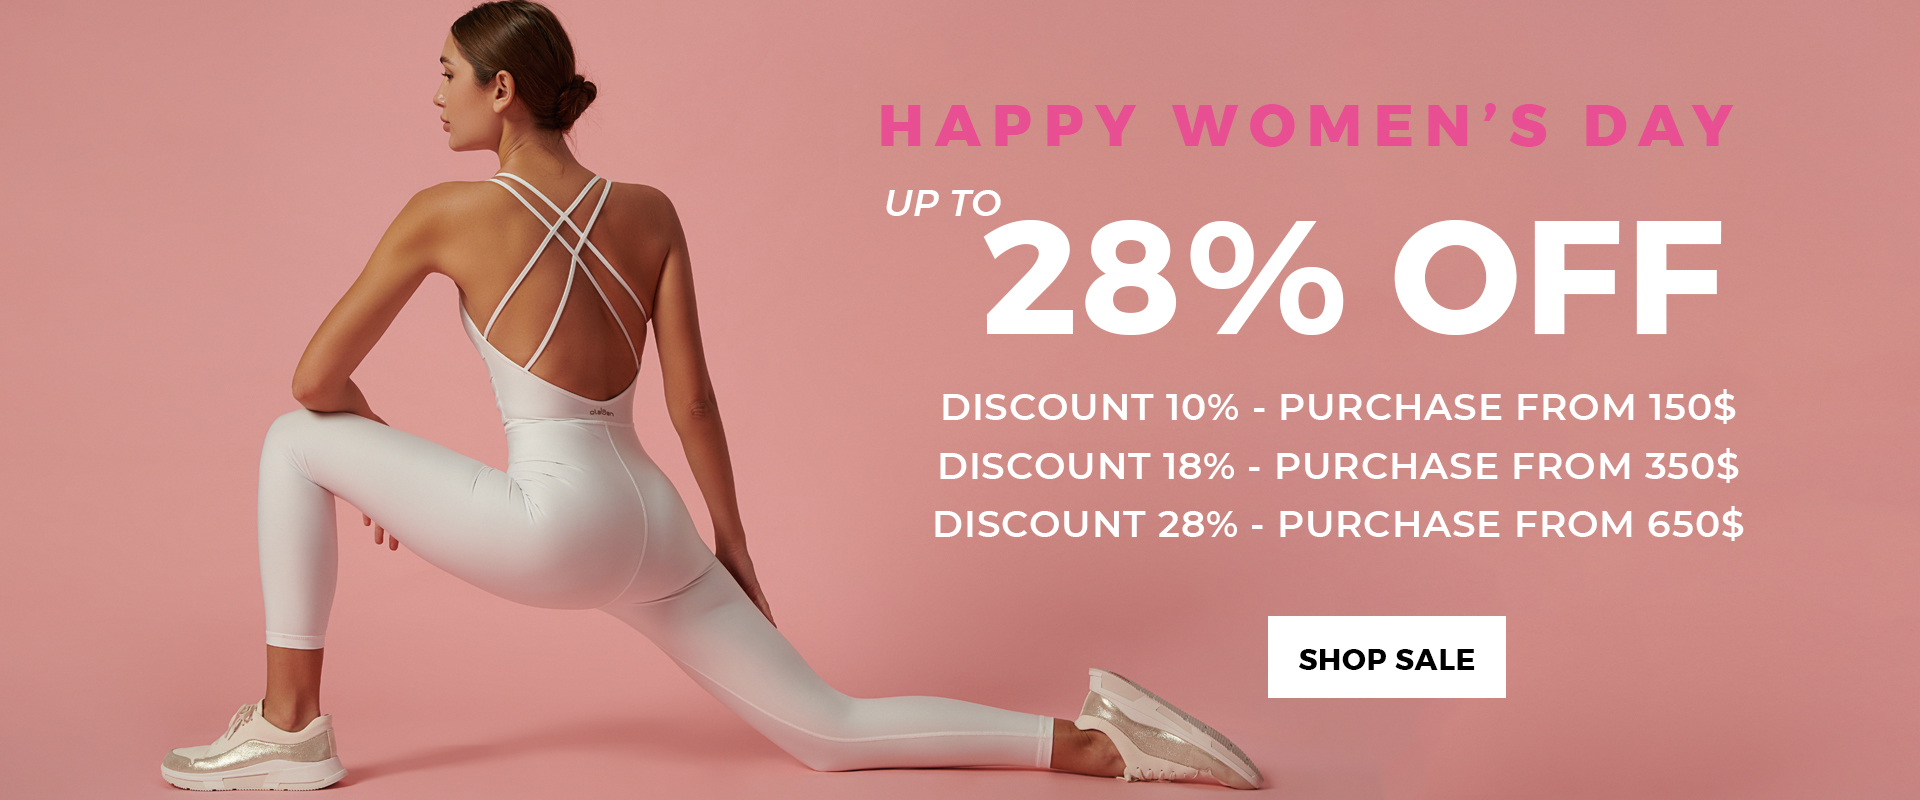 HAPPY WOMEN'S DAY
UP TO
28% OFF
DISCOUNT 10% - PURCHASE FROM 150$
DISCOUNT 18% - PURCHASE FROM 350$
DISCOUNT 28% - PURCHASE FROM 650$
SHOP SALE